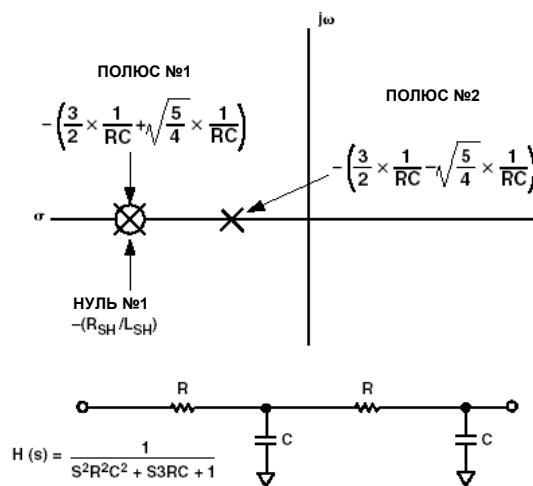 jω
ПОЛЮС №1
−(3/2 × 1/RC + √5/4 × 1/RC)
ПОЛЮС №2
−(3/2 × 1/RC − √5/4 × 1/RC)
σ
НУЛЬ №1
−(R_SH/L_SH)
R R
C C
H (s) = 1 / S²R²C² + S3RC + 1